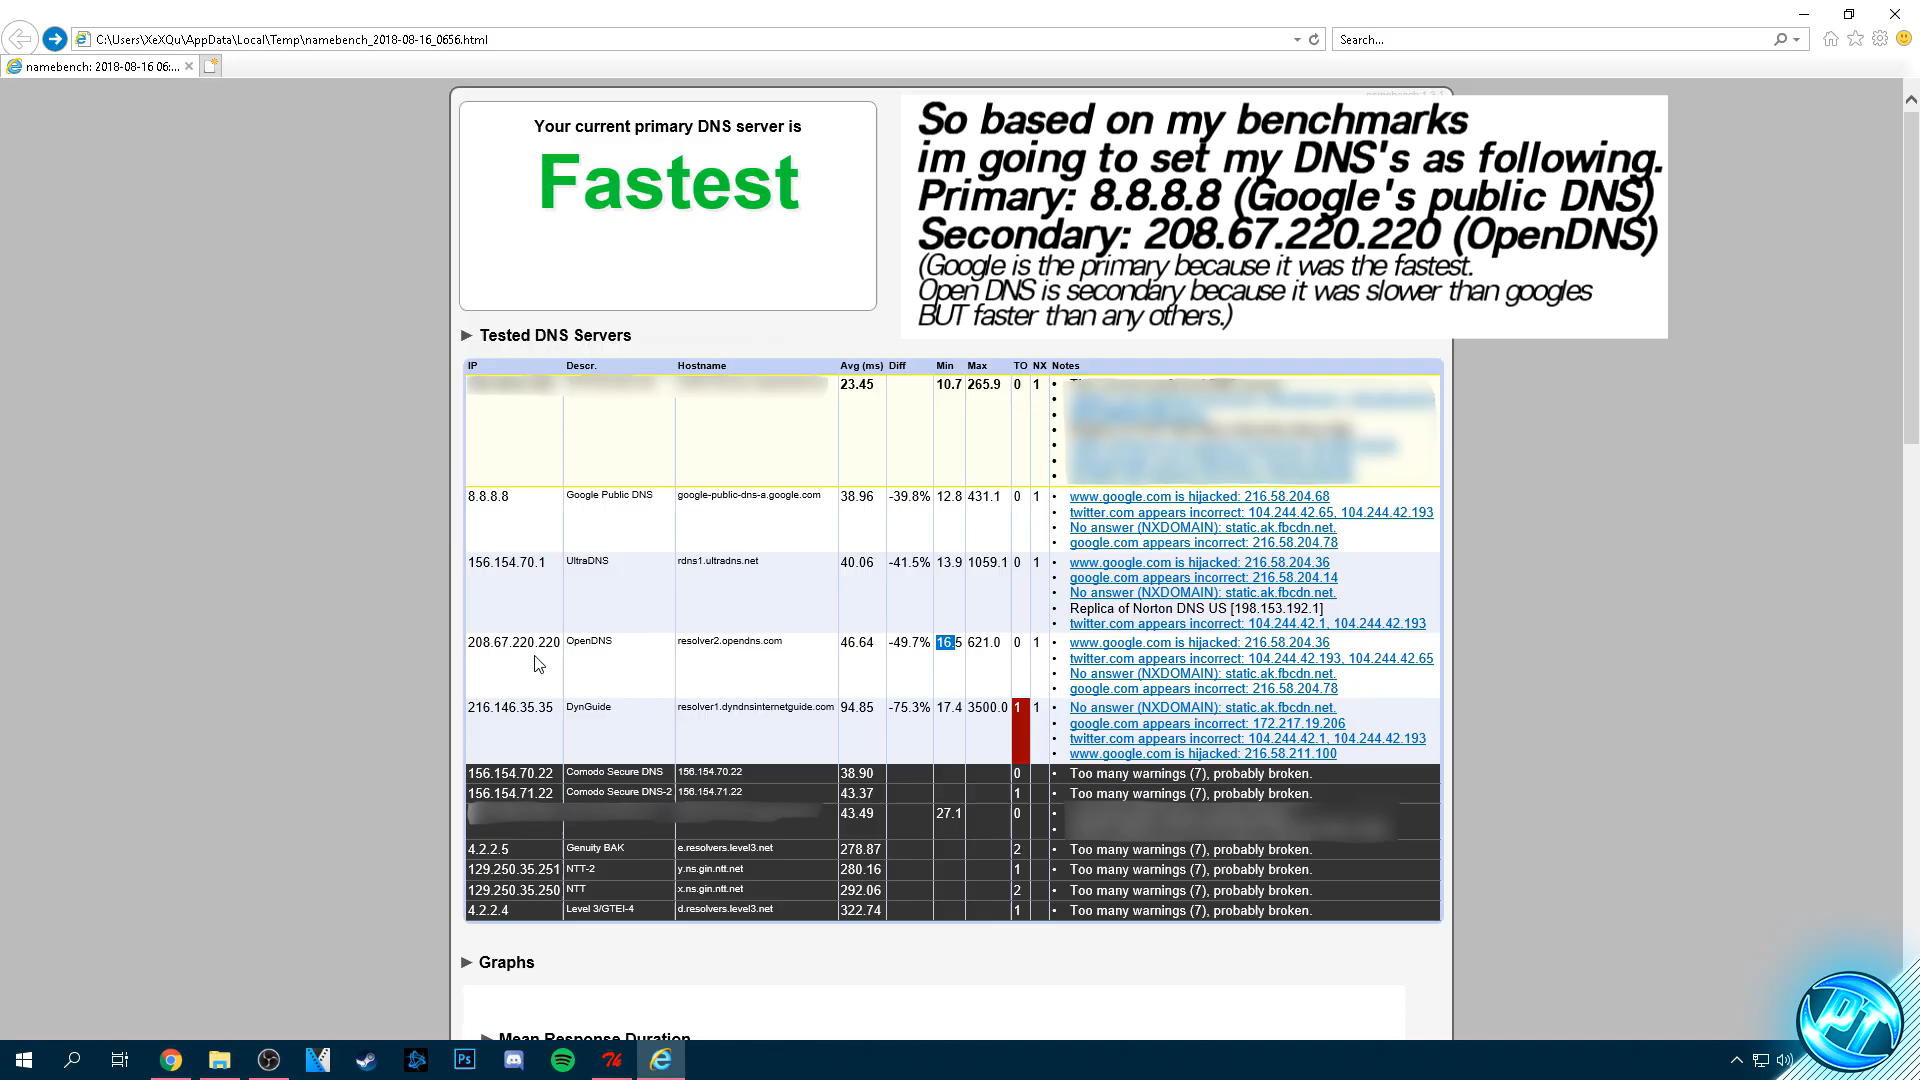 C:\Users\XeXQu\AppData\Local\Temp\namebench_2018-08-16_0656.html
Search...
namebench: 2018-08-16 06:...
Your current primary DNS server is
Fastest
So based on my benchmarks
im going to set my DNS's as following.
Primary: 8.8.8.8 (Google's public DNS)
Secondary: 208.67.220.220 (OpenDNS)
(Google is the primary because it was the fastest.
Open DNS is secondary because it was slower than googles
BUT faster than any others.)
Tested DNS Servers
IP Descr. Hostname Avg (ms) Diff Min Max TO NX Notes
23.45 10.7 265.9 0 1
8.8.8.8 Google Public DNS google-public-dns-a.google.com 38.96 -39.8% 12.8 431.1 0 1 • www.google.com is hijacked: 216.58.204.68
• twitter.com appears incorrect: 104.244.42.65, 104.244.42.193
• No answer (NXDOMAIN): static.ak.fbcdn.net.
• google.com appears incorrect: 216.58.204.78
156.154.70.1 UltraDNS rdns1.ultradns.net 40.06 -41.5% 13.9 1059.1 0 1 • www.google.com is hijacked: 216.58.204.36
• google.com appears incorrect: 216.58.204.14
• No answer (NXDOMAIN): static.ak.fbcdn.net.
• Replica of Norton DNS US [198.153.192.1]
• twitter.com appears incorrect: 104.244.42.1, 104.244.42.193
208.67.220.220 OpenDNS resolver2.opendns.com 46.64 -49.7% 16.5 621.0 0 1 • www.google.com is hijacked: 216.58.204.36
• twitter.com appears incorrect: 104.244.42.193, 104.244.42.65
• No answer (NXDOMAIN): static.ak.fbcdn.net.
• google.com appears incorrect: 216.58.204.78
216.146.35.35 DynGuide resolver1.dyndnsinternetguide.com 94.85 -75.3% 17.4 3500.0 1 1 • No answer (NXDOMAIN): static.ak.fbcdn.net.
• google.com appears incorrect: 172.217.19.206
• twitter.com appears incorrect: 104.244.42.1, 104.244.42.193
• www.google.com is hijacked: 216.58.211.100
156.154.70.22 Comodo Secure DNS 156.154.70.22 38.90 0 • Too many warnings (7), probably broken.
156.154.71.22 Comodo Secure DNS-2 156.154.71.22 43.37 1 • Too many warnings (7), probably broken.
43.49 27.1 0
4.2.2.5 Genuity BAK e.resolvers.level3.net 278.87 2 • Too many warnings (7), probably broken.
129.250.35.251 NTT-2 y.ns.gin.ntt.net 280.16 1 • Too many warnings (7), probably broken.
129.250.35.250 NTT x.ns.gin.ntt.net 292.06 2 • Too many warnings (7), probably broken.
4.2.2.4 Level 3/GTEI-4 d.resolvers.level3.net 322.74 1 • Too many warnings (7), probably broken.
Graphs
Mean Response Duration
Ps
PT